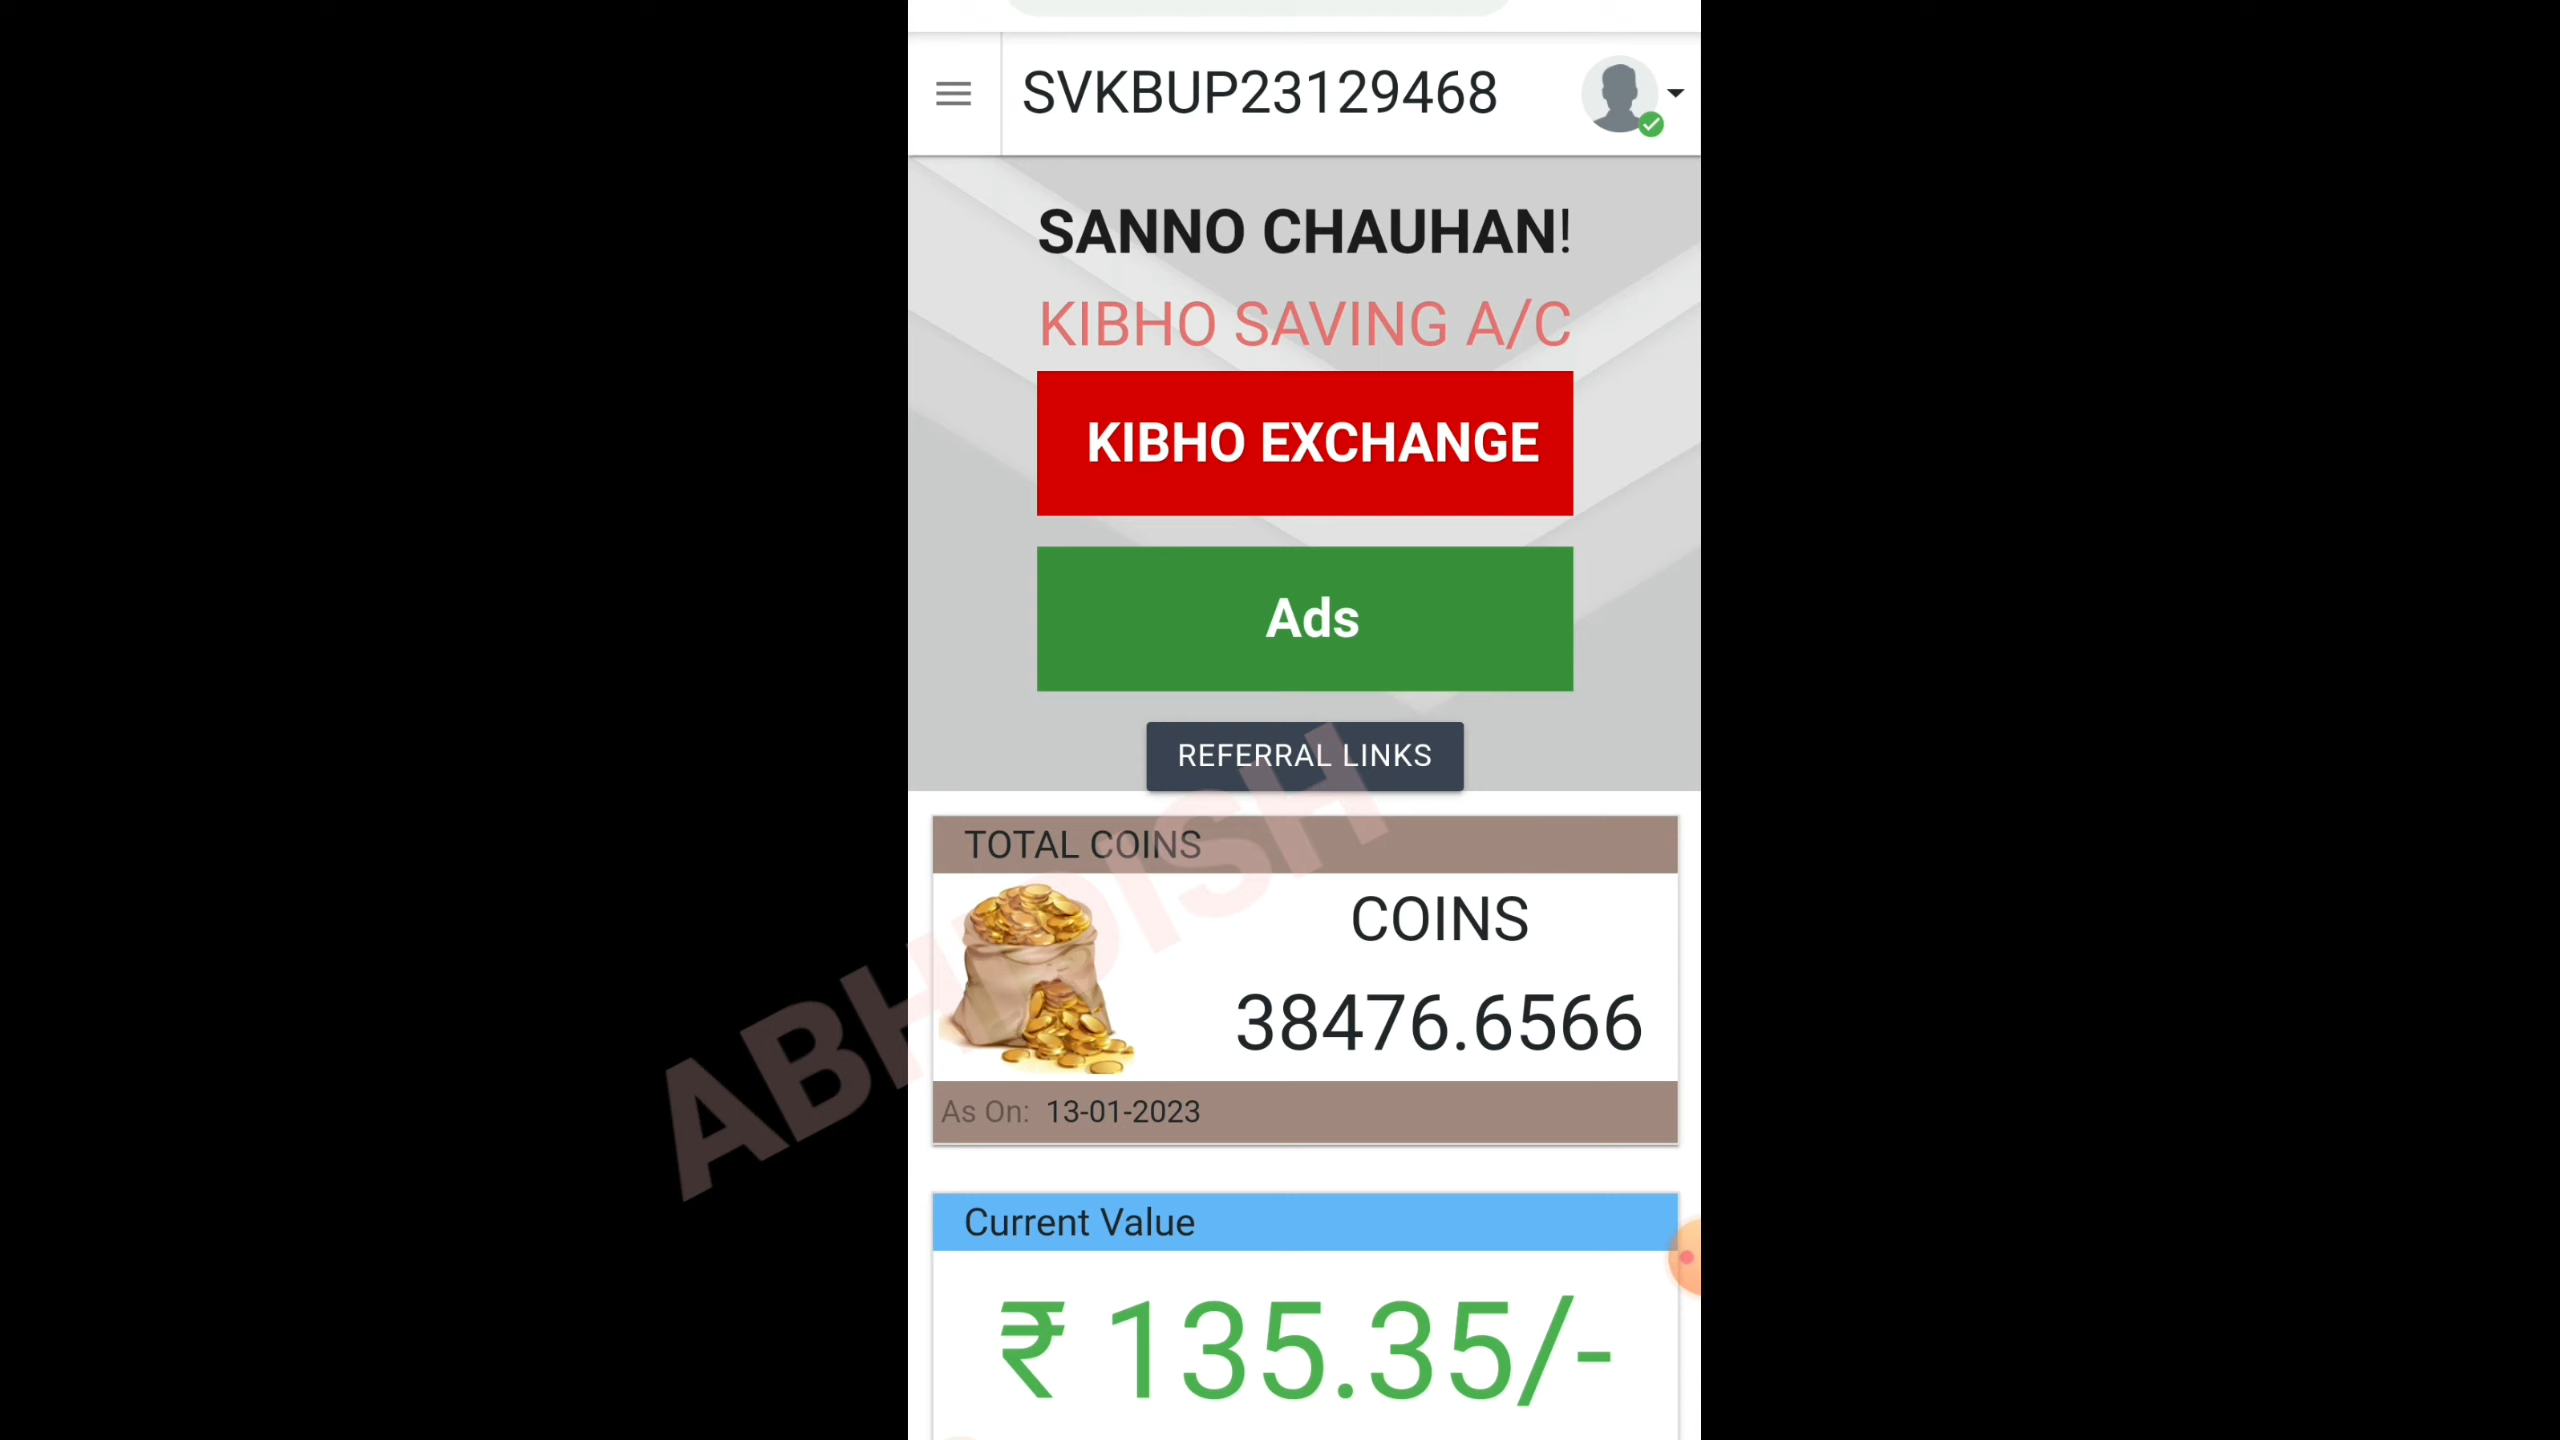 SVKBUP23129468
SANNO CHAUHAN!
KIBHO SAVING A/C
KIBHO EXCHANGE
Ads
REFERRAL LINKS
TOTAL COINS
COINS
38476.6566
As On: 13-01-2023
Current Value
₹ 135.35/-
ABHIDISH